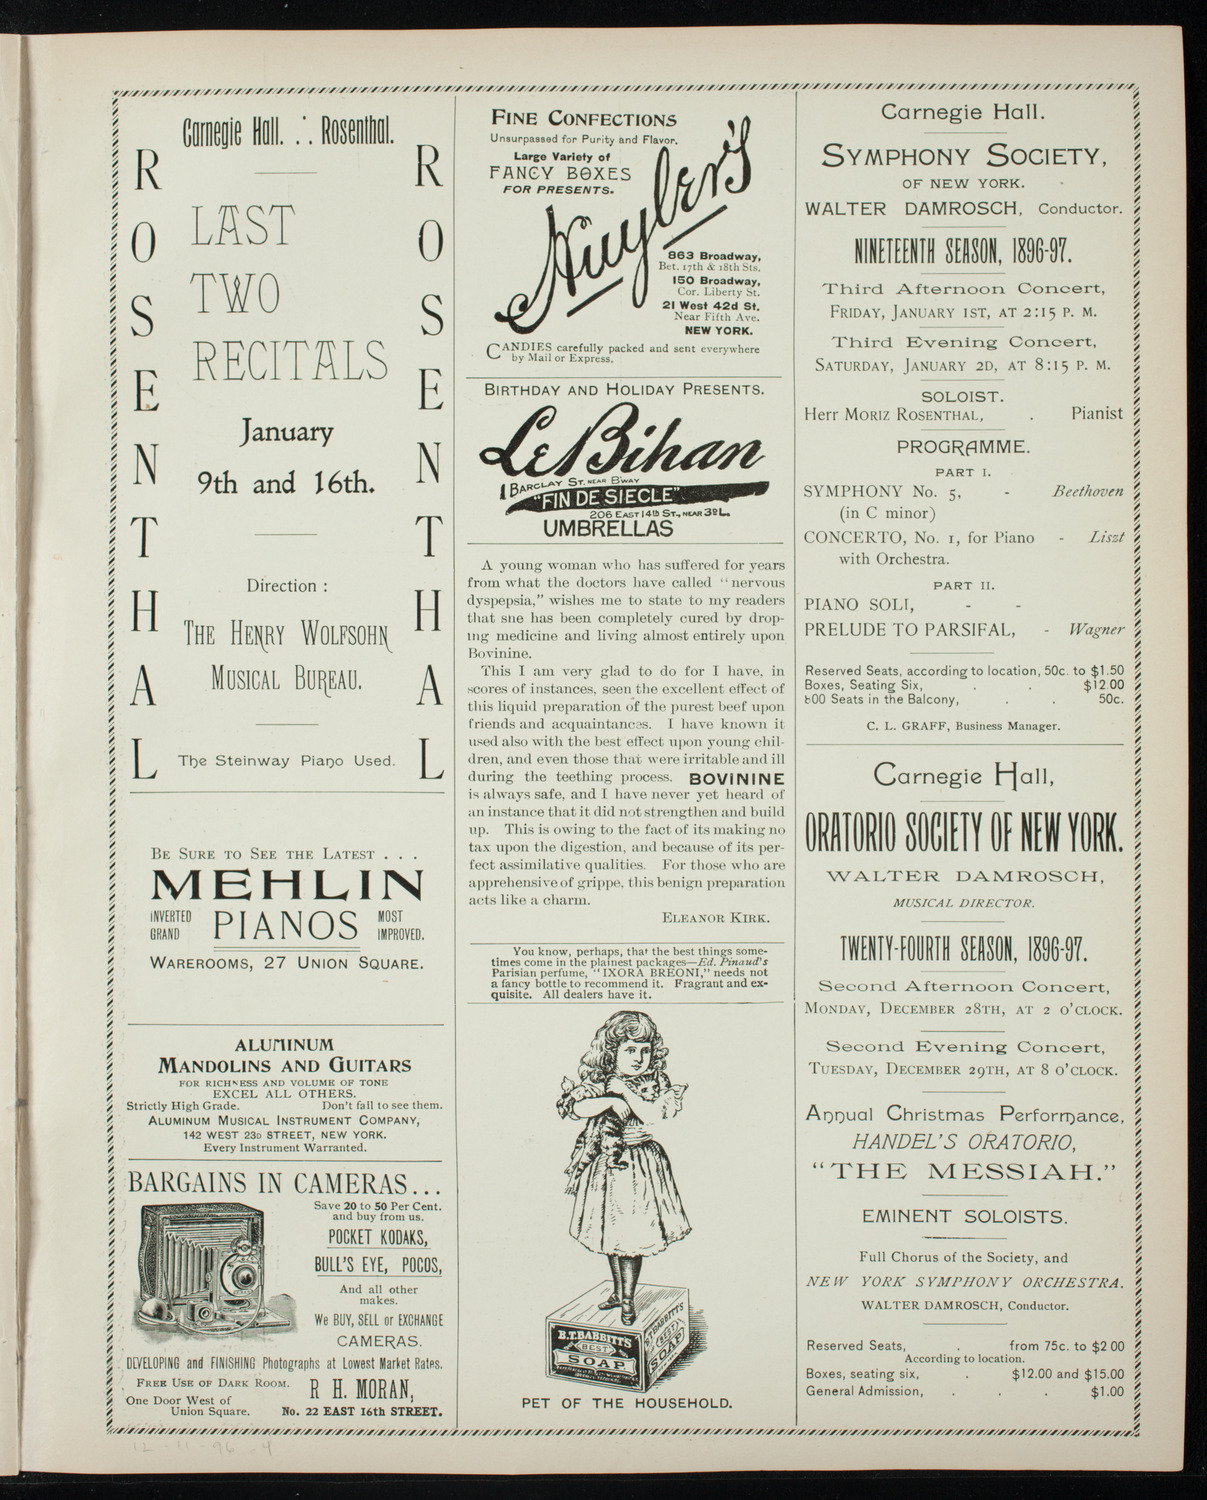 Carnegie Hall. .·. Rosenthal.
ROSENTHAL
ROSENTHAL
LAST
TWO
RECITALS
January
9th and 16th.
Direction :
THE HENRY WOLFSOHN
MUSICAL BUREAU.
The Steinway Piano Used.
BE SURE TO SEE THE LATEST . . .
MEHLIN
INVERTED GRAND PIANOS MOST IMPROVED.
WAREROOMS, 27 UNION SQUARE.
ALUMINUM
MANDOLINS AND GUITARS
FOR RICHNESS AND VOLUME OF TONE
EXCEL ALL OTHERS.
Strictly High Grade. Don't fail to see them.
ALUMINUM MUSICAL INSTRUMENT COMPANY,
142 WEST 23D STREET, NEW YORK.
Every Instrument Warranted.
BARGAINS IN CAMERAS...
Save 20 to 50 Per Cent.
and buy from us.
POCKET KODAKS,
BULL'S EYE, POCOS,
And all other
makes.
We BUY, SELL or EXCHANGE
CAMERAS.
DEVELOPING and FINISHING Photographs at Lowest Market Rates.
FREE USE OF DARK ROOM.
R H. MORAN,
One Door West of
Union Square.
No. 22 EAST 16th STREET.
12-11-96-4
FINE CONFECTIONS
Unsurpassed for Purity and Flavor.
Large Variety of
FANCY BOXES
FOR PRESENTS.
Huyler's
863 Broadway,
Bet. 17th & 18th Sts.
150 Broadway,
Cor. Liberty St.
21 West 42d St.
Near Fifth Ave.
NEW YORK.
CANDIES carefully packed and sent everywhere
by Mail or Express.
BIRTHDAY AND HOLIDAY PRESENTS.
Le Bihan
1 BARCLAY ST. NEAR B'WAY
"FIN DE SIECLE"
206 EAST 14th ST., NEAR 3D.
UMBRELLAS
A young woman who has suffered for years
from what the doctors have called "nervous
dyspepsia," wishes me to state to my readers
that she has been completely cured by drop-
ing medicine and living almost entirely upon
Bovinine.
This I am very glad to do for I have, in
scores of instances, seen the excellent effect of
this liquid preparation of the purest beef upon
friends and acquaintances. I have known it
used also with the best effect upon young chil-
dren, and even those that were irritable and ill
during the teething process. BOVININE
is always safe, and I have never yet heard of
an instance that it did not strengthen and build
up. This is owing to the fact of its making no
tax upon the digestion, and because of its per-
fect assimilative qualities. For those who are
apprehensive of grippe, this benign preparation
acts like a charm.
ELEANOR KIRK.
You know, perhaps, that the best things some-
times come in the plainest packages—Ed. Pinaud's
Parisian perfume, "IXORA BREONI," needs not
a fancy bottle to recommend it. Fragrant and ex-
quisite. All dealers have it.
B.T. BABBITT'S
BEST
SOAP
B.T. BABBITT'S
BEST
SOAP
PET OF THE HOUSEHOLD.
Carnegie Hall.
SYMPHONY SOCIETY,
OF NEW YORK.
WALTER DAMROSCH, Conductor.
NINETEENTH SEASON, 1896-97.
Third Afternoon Concert,
FRIDAY, JANUARY 1ST, AT 2:15 P. M.
Third Evening Concert,
SATURDAY, JANUARY 2D, AT 8:15 P. M.
SOLOIST.
Herr MORIZ ROSENTHAL, . Pianist
PROGRAMME.
PART I.
SYMPHONY No. 5, - Beethoven
(in C minor)
CONCERTO, No. 1, for Piano - Liszt
with Orchestra.
PART II.
PIANO SOLI, - -
PRELUDE TO PARSIFAL, - Wagner
Reserved Seats, according to location, 50c. to $1.50
Boxes, Seating Six, . . $12.00
800 Seats in the Balcony, . . 50c.
C. L. GRAFF, Business Manager.
Carnegie Hall,
ORATORIO SOCIETY OF NEW YORK.
WALTER DAMROSCH,
MUSICAL DIRECTOR.
TWENTY-FOURTH SEASON, 1896-97.
Second Afternoon Concert,
MONDAY, DECEMBER 28TH, AT 2 O'CLOCK.
Second Evening Concert,
TUESDAY, DECEMBER 29TH, AT 8 O'CLOCK.
Annual Christmas Performance,
HANDEL'S ORATORIO,
"THE MESSIAH."
EMINENT SOLOISTS.
Full Chorus of the Society, and
NEW YORK SYMPHONY ORCHESTRA.
WALTER DAMROSCH, Conductor.
Reserved Seats, . from 75c. to $2 00
According to location.
Boxes, seating six, . $12.00 and $15.00
General Admission, . . . $1.00